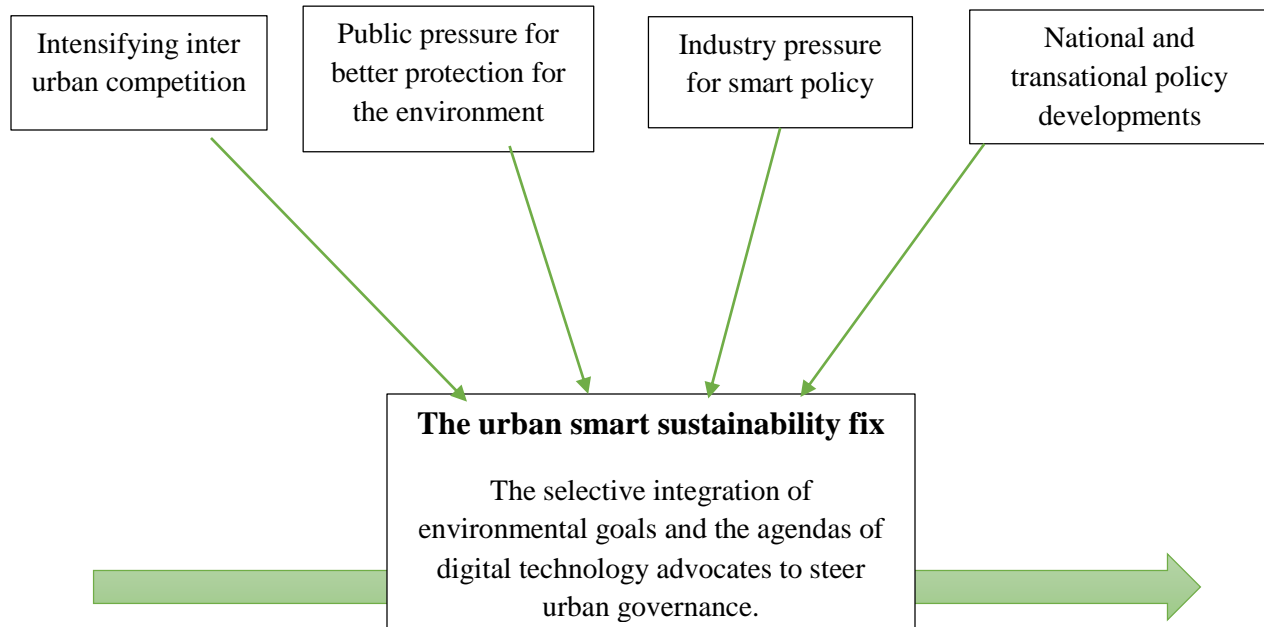 Intensifying inter
urban competition
Public pressure for
better protection for
the environment
Industry pressure
for smart policy
National and
transational policy
developments
The urban smart sustainability fix
The selective integration of
environmental goals and the agendas of
digital technology advocates to steer
urban governance.